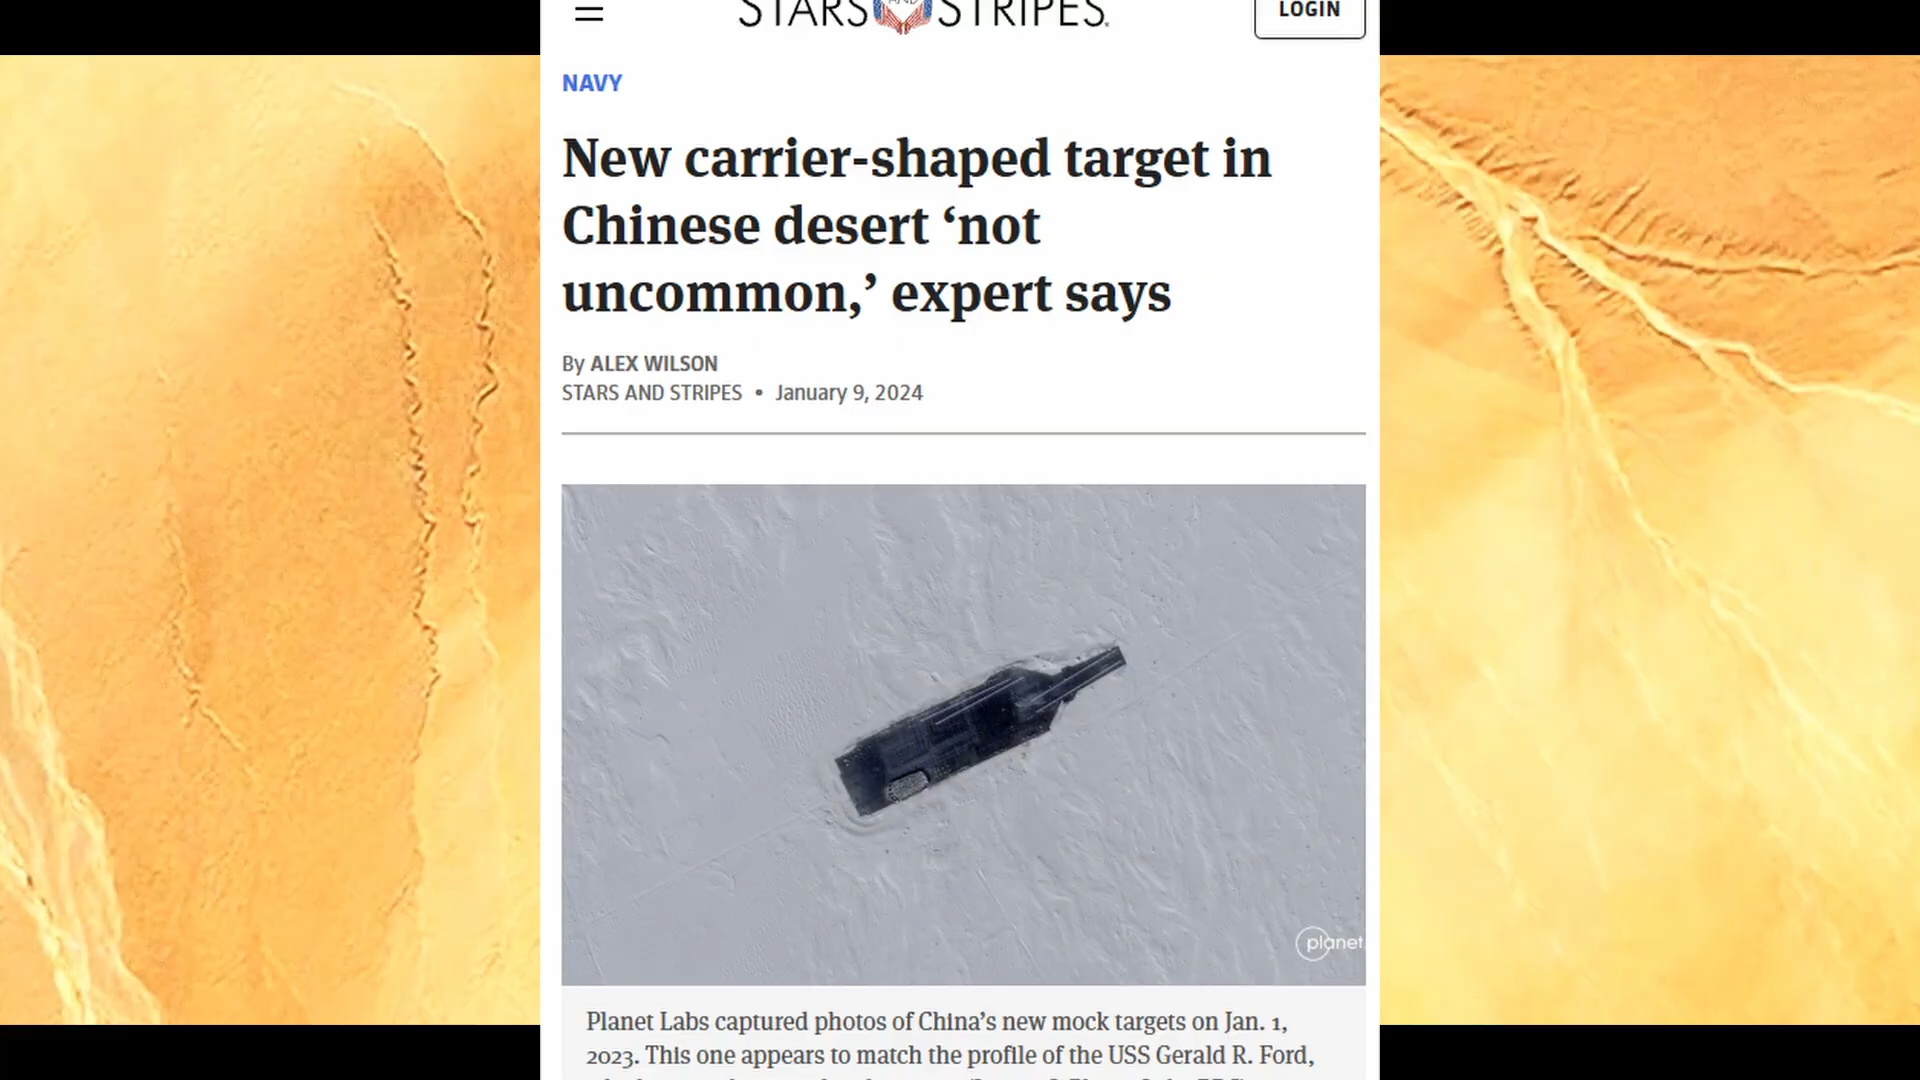 STARS AND STRIPES.
LOGIN
NAVY
New carrier-shaped target in
Chinese desert ‘not
uncommon,’ expert says
By ALEX WILSON
STARS AND STRIPES • January 9, 2024
planet.
Planet Labs captured photos of China’s new mock targets on Jan. 1,
2023. This one appears to match the profile of the USS Gerald R. Ford,